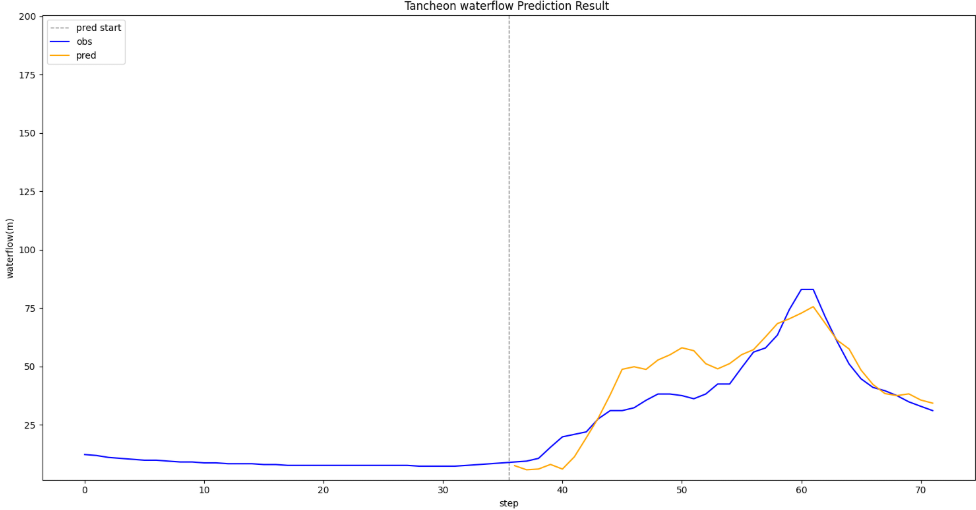 Tancheon waterflow Prediction Result
200
175
150
125
100
75
50
25
waterflow(m)
pred start
obs
pred
0 10 20 30 40 50 60 70
step